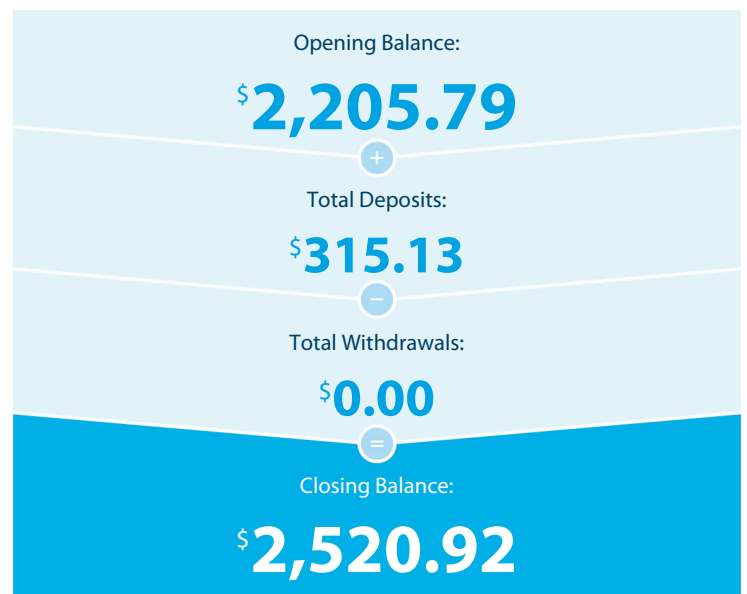 Opening Balance:
$2,205.79
+
Total Deposits:
$315.13
−
Total Withdrawals:
$0.00
=
Closing Balance:
$2,520.92